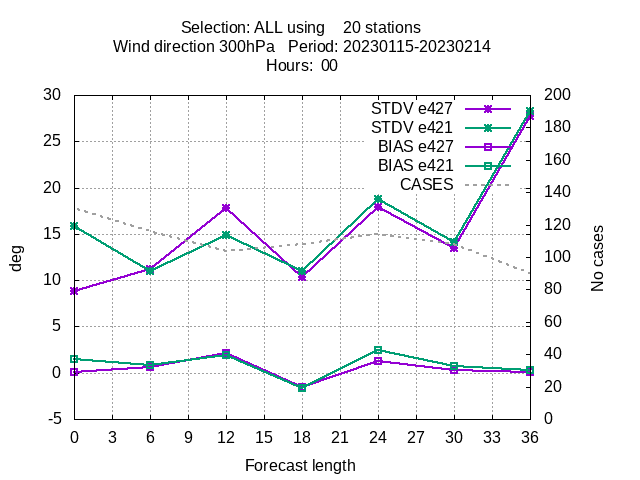 Selection: ALL using    20 stations
Wind direction 300hPa   Period: 20230115-20230214
Hours:  00
STDV e427
STDV e421
BIAS e427
BIAS e421
CASES
30
25
20
15
10
5
0
-5
deg
200
180
160
140
120
100
80
60
40
20
0
No cases
0 3 6 9 12 15 18 21 24 27 30 33 36
Forecast length